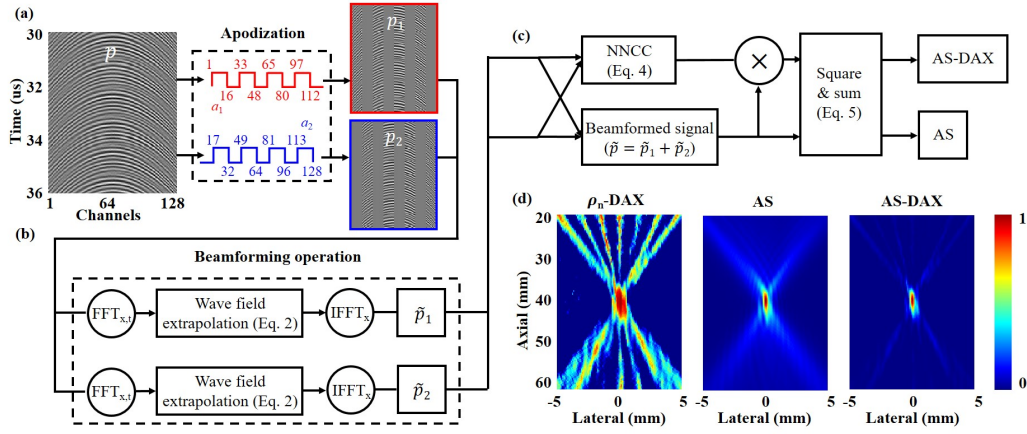 (a)
30
32
34
36
Time (us)
p
1
64
128
Channels
Apodization
1 33 65 97
16 48 80 112
a₁
a₂
17 49 81 113
32 64 96 128
p₁
p₂
(b)
Beamforming operation
FFTₓ,ₜ
Wave field
extrapolation (Eq. 2)
IFFTₓ
p̃₁
FFTₓ,ₜ
Wave field
extrapolation (Eq. 2)
IFFTₓ
p̃₂
(c)
NNCC
(Eq. 4)
×
Beamformed signal
(p̃ = p̃₁ + p̃₂)
Square
& sum
(Eq. 5)
AS-DAX
AS
(d)
ρₙ-DAX
AS
AS-DAX
20
30
40
50
60
Axial (mm)
-5 0 5
Lateral (mm)
-5 0 5
Lateral (mm)
-5 0 5
Lateral (mm)
1
0